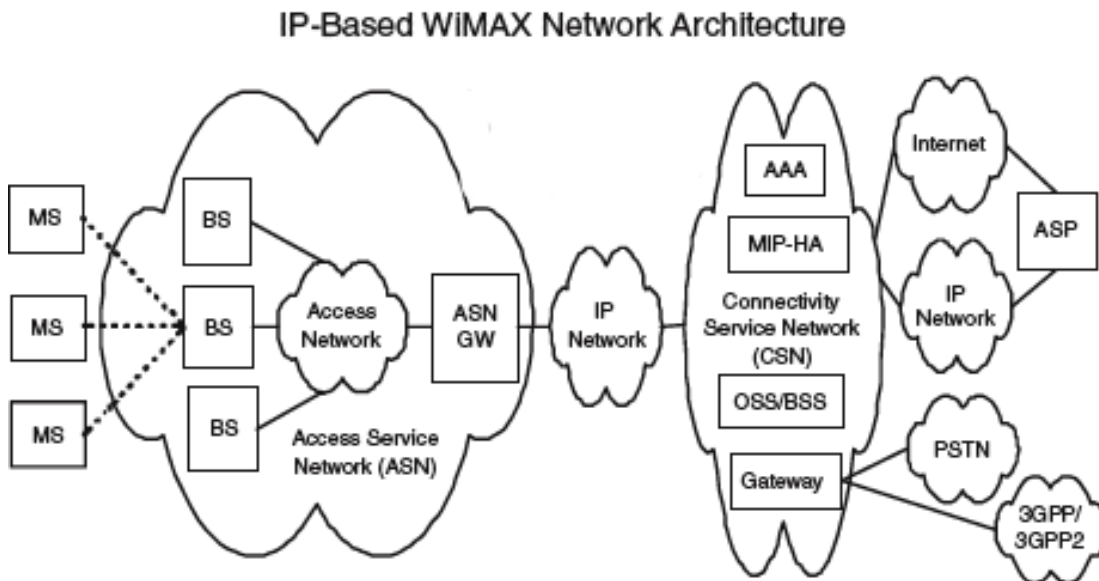 IP-Based WiMAX Network Architecture
MS
MS
MS
BS
BS
BS
Access
Network
ASN
GW
Access Service
Network (ASN)
IP
Network
AAA
MIP-HA
Connectivity
Service Network
(CSN)
OSS/BSS
Gateway
Internet
IP
Network
ASP
PSTN
3GPP/
3GPP2